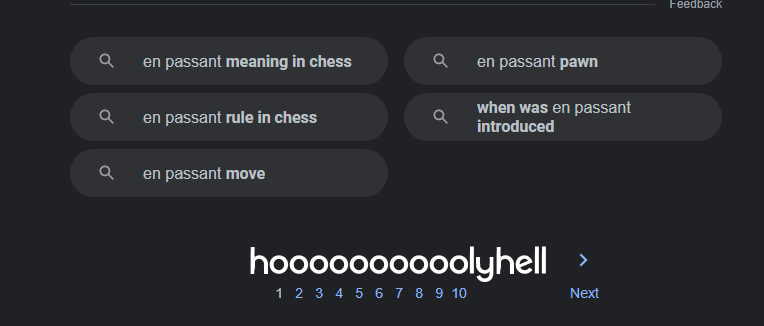 Feedback
en passant meaning in chess
en passant pawn
en passant rule in chess
when was en passant
introduced
en passant move
hoooooooooolyhell
1 2 3 4 5 6 7 8 9 10 Next